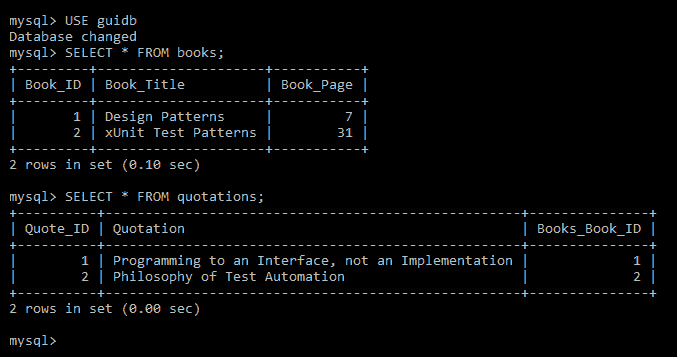 mysql> USE guidb
Database changed
mysql> SELECT * FROM books;
+---------+---------------------+-----------+
| Book_ID | Book_Title          | Book_Page |
+---------+---------------------+-----------+
|       1 | Design Patterns     |         7 |
|       2 | xUnit Test Patterns |        31 |
+---------+---------------------+-----------+
2 rows in set (0.10 sec)

mysql> SELECT * FROM quotations;
+----------+----------------------------------------------------+---------------+
| Quote_ID | Quotation                                          | Books_Book_ID |
+----------+----------------------------------------------------+---------------+
|        1 | Programming to an Interface, not an Implementation |             1 |
|        2 | Philosophy of Test Automation                      |             2 |
+----------+----------------------------------------------------+---------------+
2 rows in set (0.00 sec)

mysql>